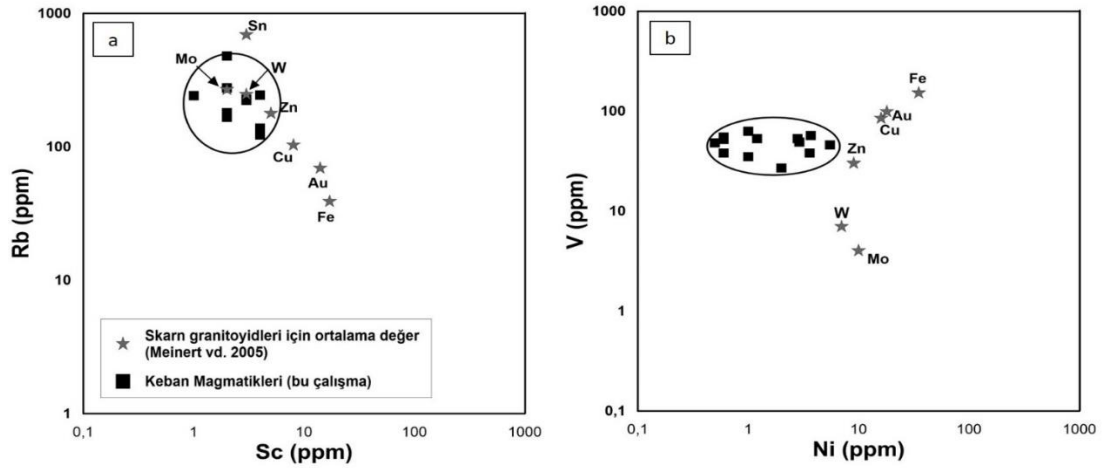 a
1000
100
10
1
Rb (ppm)
Sn
Mo
W
Zn
Cu
Au
Fe
Skarn granitoyidleri için ortalama değer
(Meinert vd. 2005)
Keban Magmatikleri (bu çalışma)
0,1
1
10
100
1000
Sc (ppm)
b
1000
100
10
1
0,1
V (ppm)
Fe
Au
Cu
Zn
W
Mo
0,1
1
10
100
1000
Ni (ppm)